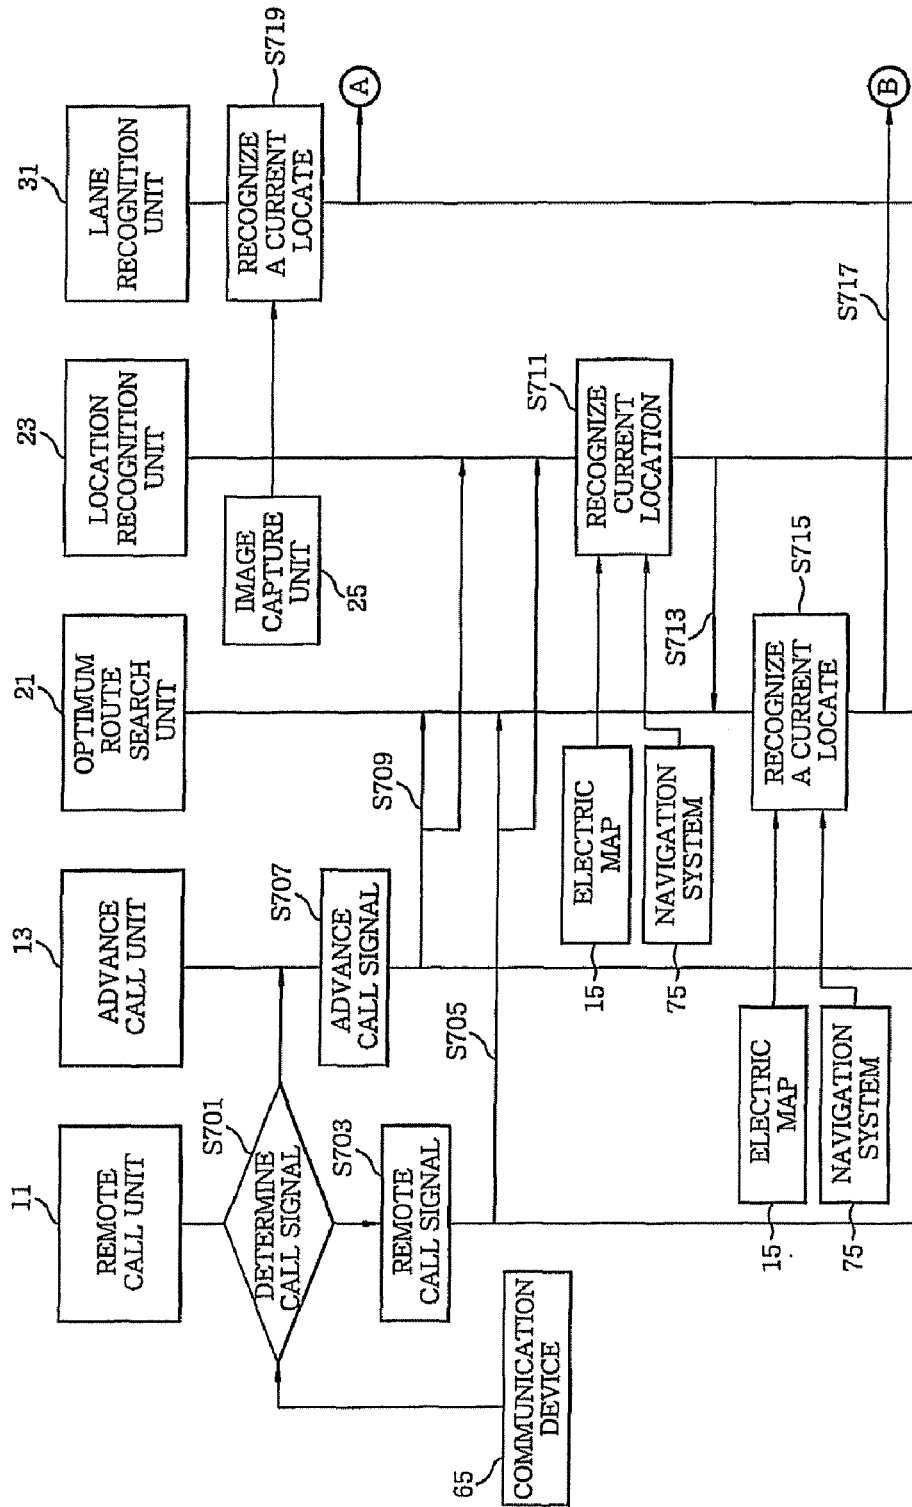 11
REMOTE
CALL UNIT
13
ADVANCE
CALL UNIT
21
OPTIMUM
ROUTE
SEARCH
UNIT
23
LOCATION
RECOGNITION
UNIT
31
LANE
RECOGNITION
UNIT
S701
DETERMINE
CALL SIGNAL
S707
ADVANCE
CALL SIGNAL
IMAGE
CAPTURE
UNIT
25
S719
RECOGNIZE
A CURRENT
LOCATE
A
S703
REMOTE
CALL SIGNAL
S709
S705
65
COMMUNICATION
DEVICE
15
ELECTRIC
MAP
75
NAVIGATION
SYSTEM
S711
RECOGNIZE
CURRENT
LOCATION
S713
15
ELECTRIC
MAP
75
NAVIGATION
SYSTEM
S715
RECOGNIZE
A CURRENT
LOCATE
S717
B